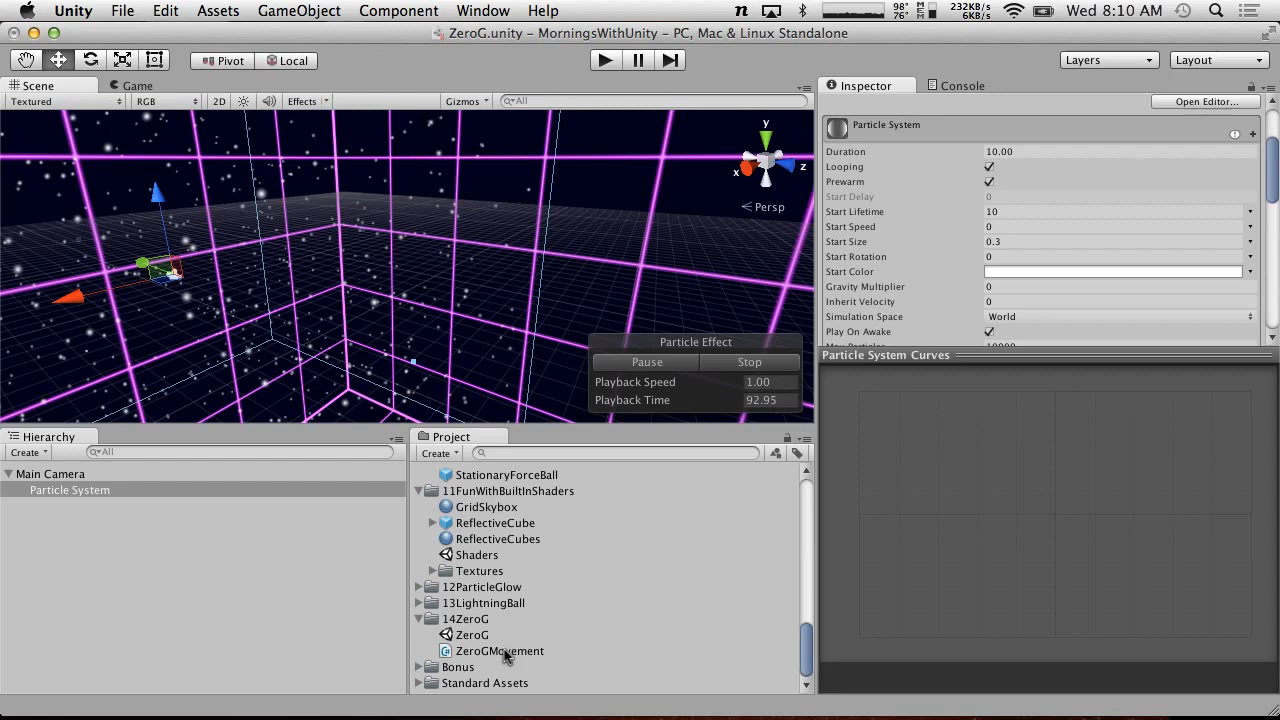 Unity File Edit Assets GameObject Component Window Help n 98° 76° M 232KB/s 6KB/s Wed 8:10 AM
ZeroG.unity – MorningsWithUnity – PC, Mac & Linux Standalone
Pivot Local Layers Layout
Scene Game Inspector Console
Textured RGB 2D Effects Gizmos All
Open Editor...
Particle System
Duration 10.00
Looping
Prewarm
Start Delay 0
Start Lifetime 10
Start Speed 0
Start Size 0.3
Start Rotation 0
Start Color
Gravity Multiplier 0
Inherit Velocity 0
Simulation Space World
Play On Awake
Max Particles 10000
y
x z
Persp
Particle Effect
Pause Stop
Playback Speed 1.00
Playback Time 92.95
Particle System Curves
Hierarchy
Create All
Main Camera
Particle System
Project
Create
StationaryForceBall
11FunWithBuiltInShaders
GridSkybox
ReflectiveCube
ReflectiveCubes
Shaders
Textures
12ParticleGlow
13LightningBall
14ZeroG
ZeroG
ZeroGMovement
Bonus
Standard Assets